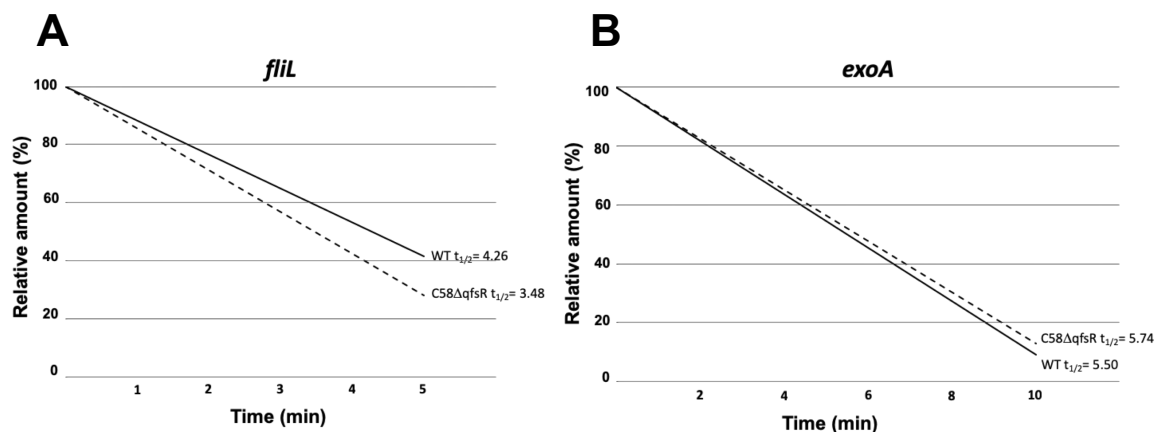 A
fliL
Relative amount (%)
100
80
60
40
20
0
WT t1/2= 4.26
C58ΔqfsR t1/2= 3.48
1 2 3 4 5
Time (min)
B
exoA
Relative amount (%)
100
80
60
40
20
0
C58ΔqfsR t1/2= 5.74
WT t1/2= 5.50
2 4 6 8 10
Time (min)